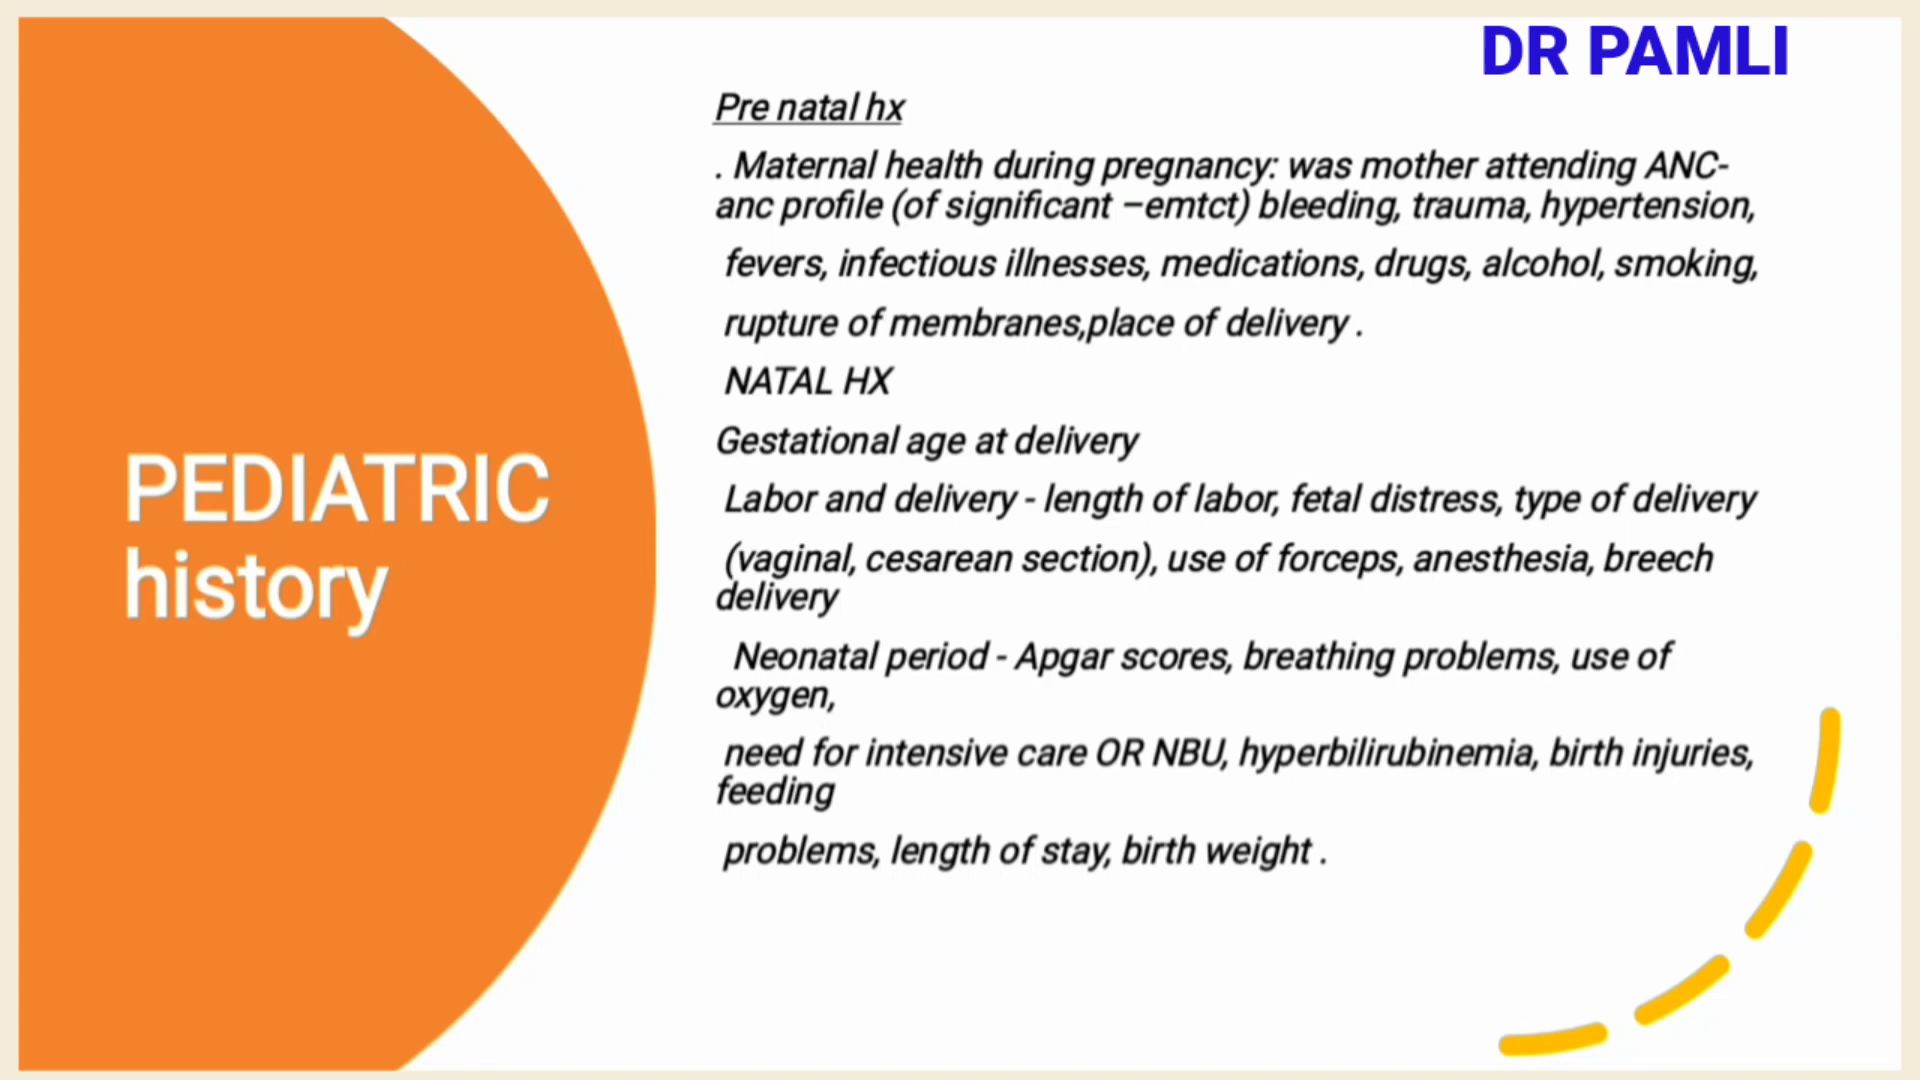 DR PAMLI
PEDIATRIC
history
Pre natal hx
. Maternal health during pregnancy: was mother attending ANC-
anc profile (of significant –emtct) bleeding, trauma, hypertension,
fevers, infectious illnesses, medications, drugs, alcohol, smoking,
rupture of membranes,place of delivery .
NATAL HX
Gestational age at delivery
Labor and delivery - length of labor, fetal distress, type of delivery
(vaginal, cesarean section), use of forceps, anesthesia, breech
delivery
Neonatal period - Apgar scores, breathing problems, use of
oxygen,
need for intensive care OR NBU, hyperbilirubinemia, birth injuries,
feeding
problems, length of stay, birth weight .